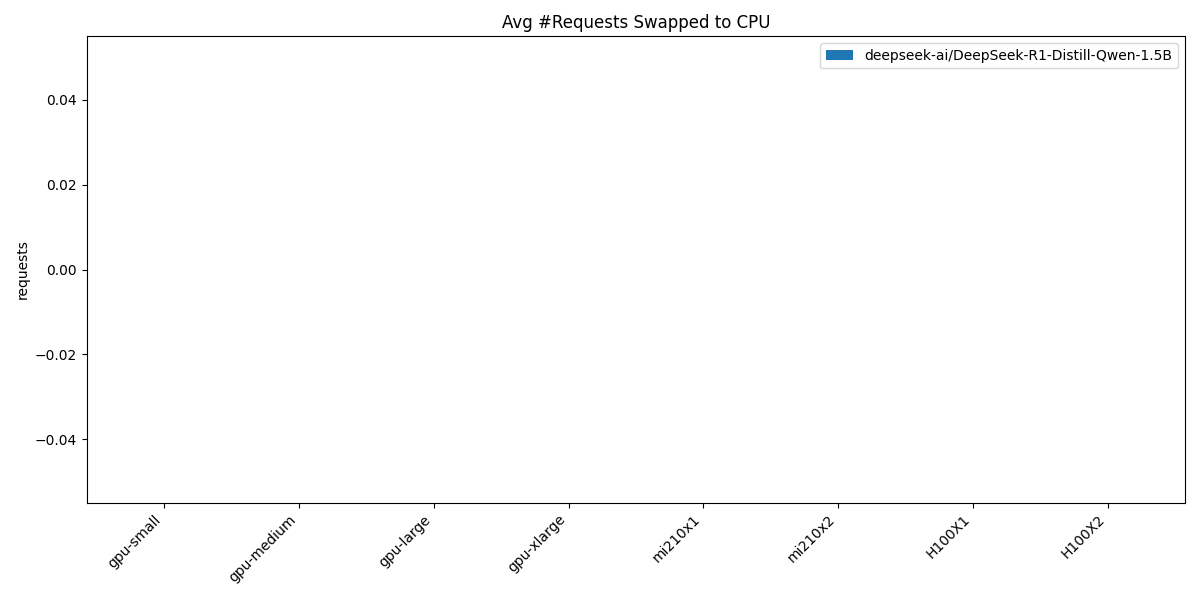 Avg #Requests Swapped to CPU
deepseek-ai/DeepSeek-R1-Distill-Qwen-1.5B
requests
0.04
0.02
0.00
−0.02
−0.04
gpu-small
gpu-medium
gpu-large
gpu-xlarge
mi210x1
mi210x2
H100X1
H100X2